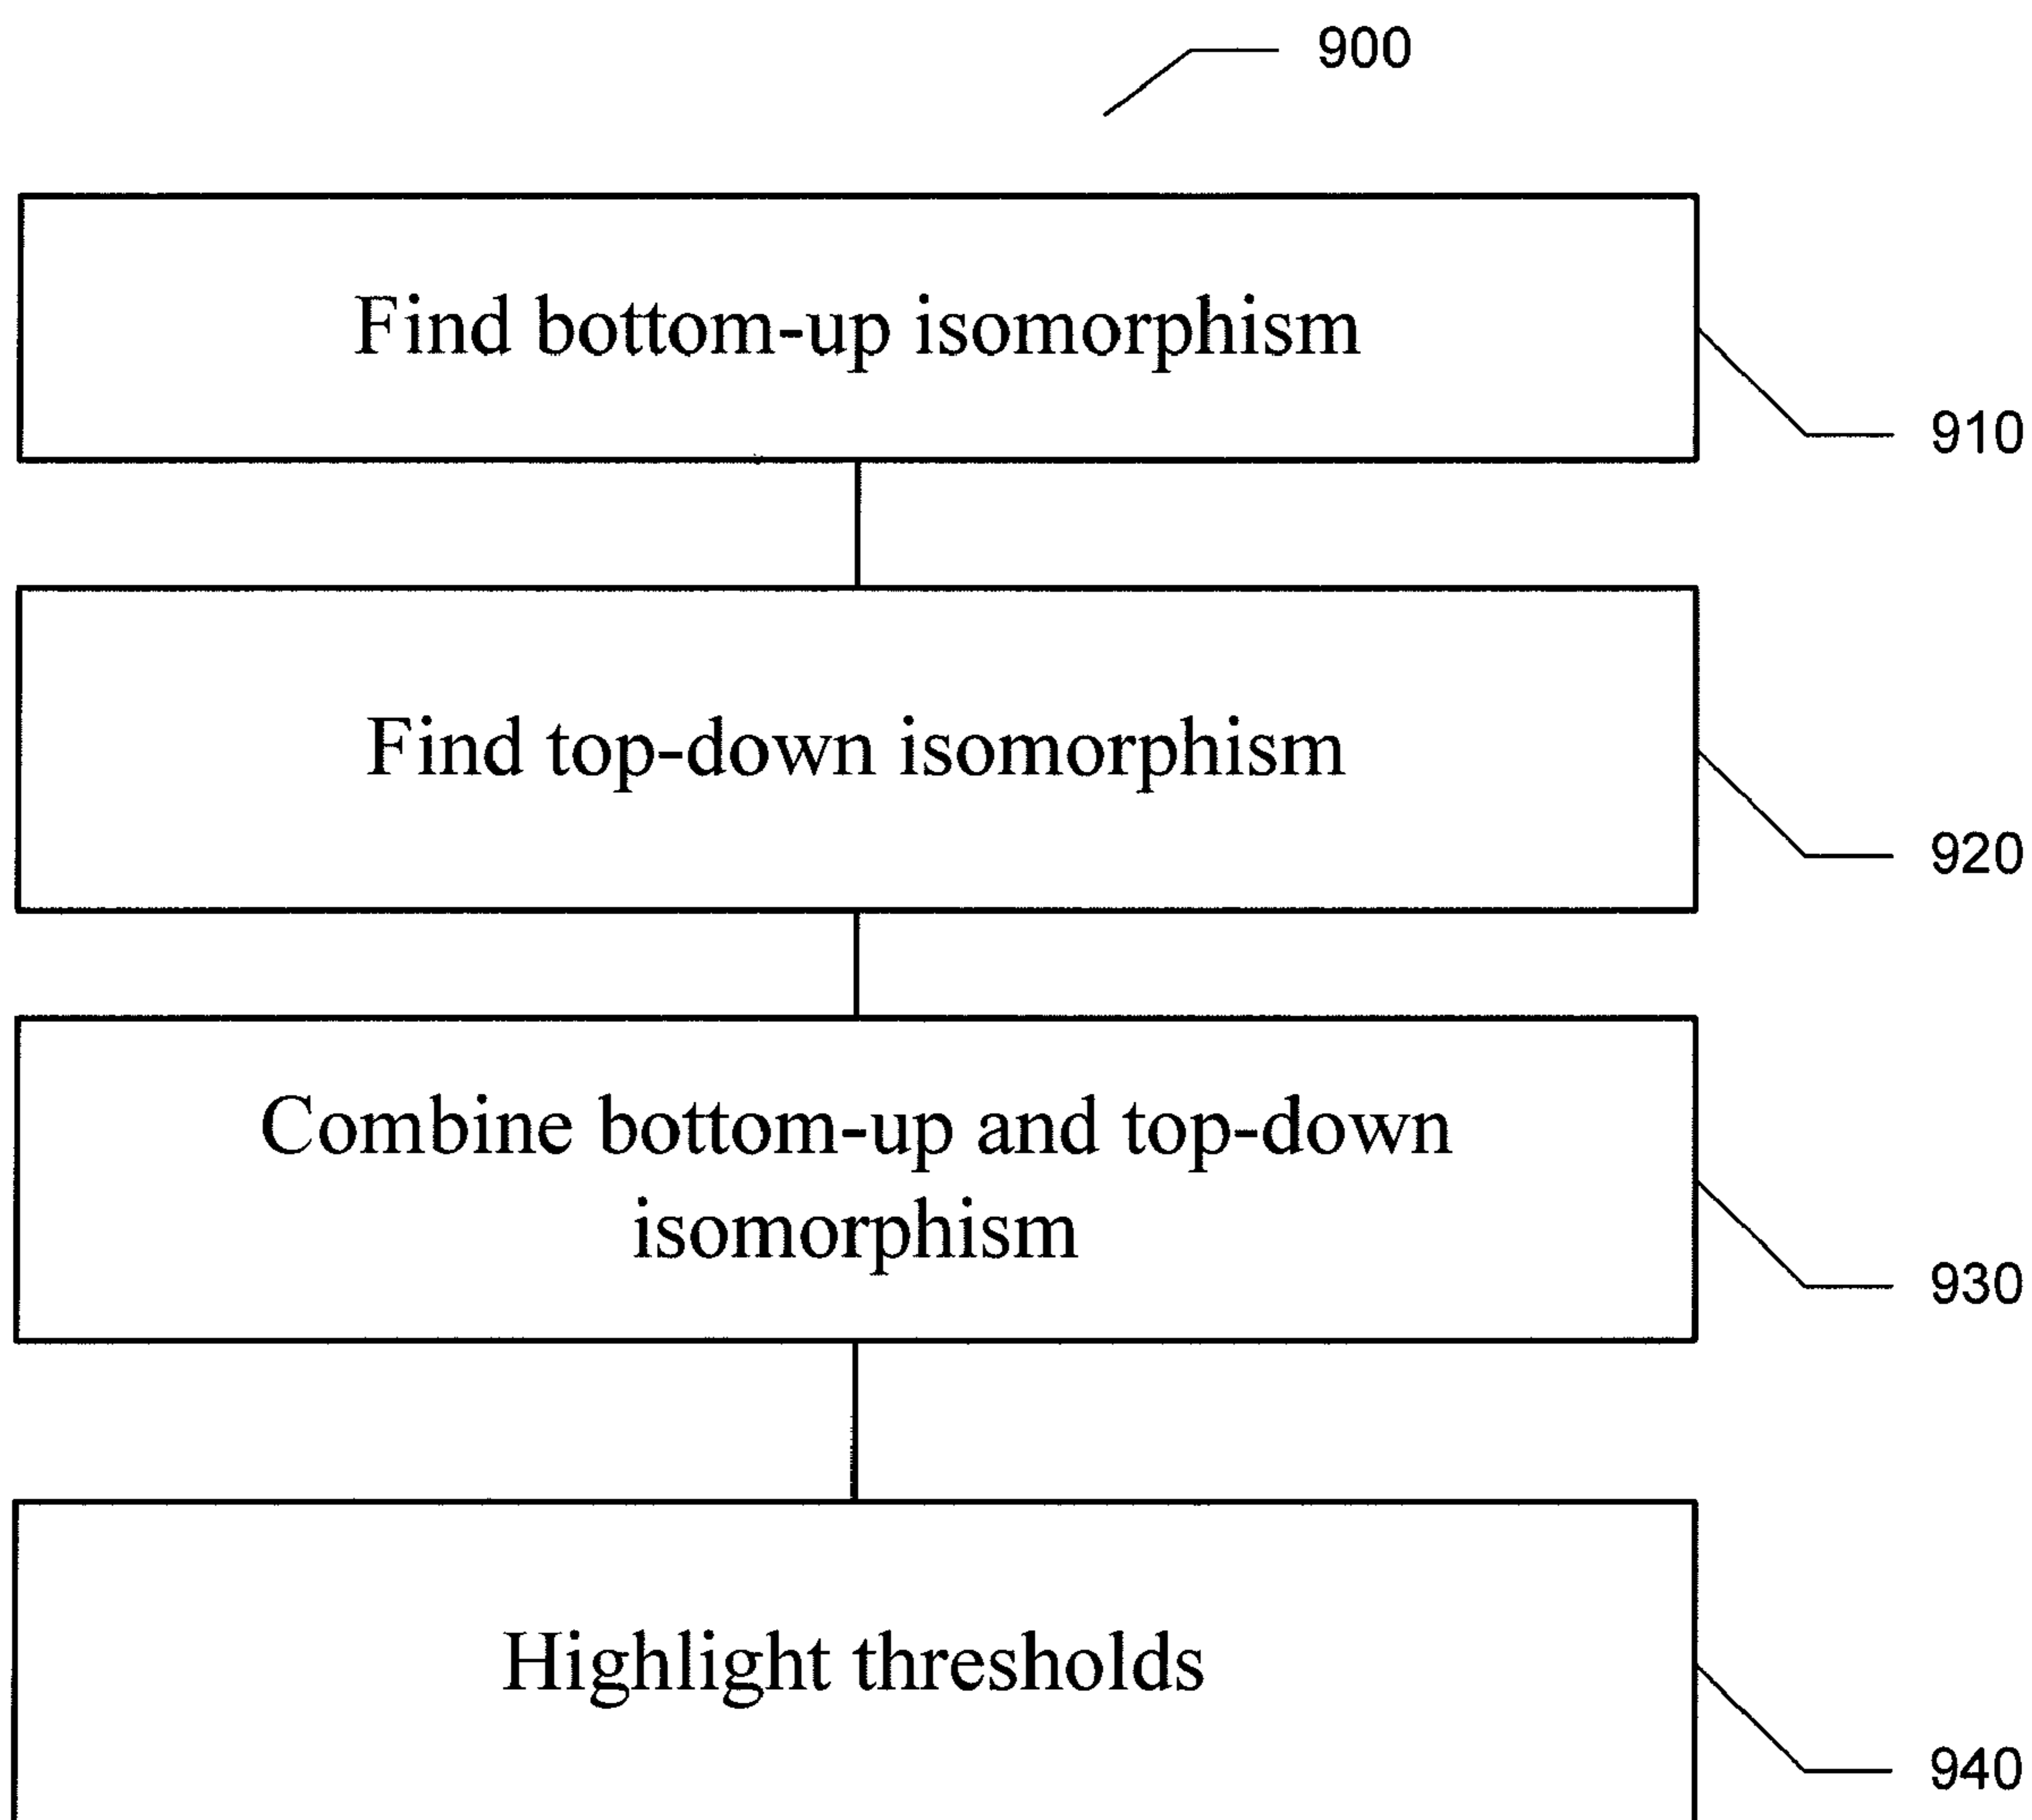 900
Find bottom-up isomorphism
910
Find top-down isomorphism
920
Combine bottom-up and top-down
isomorphism
930
Highlight thresholds
940